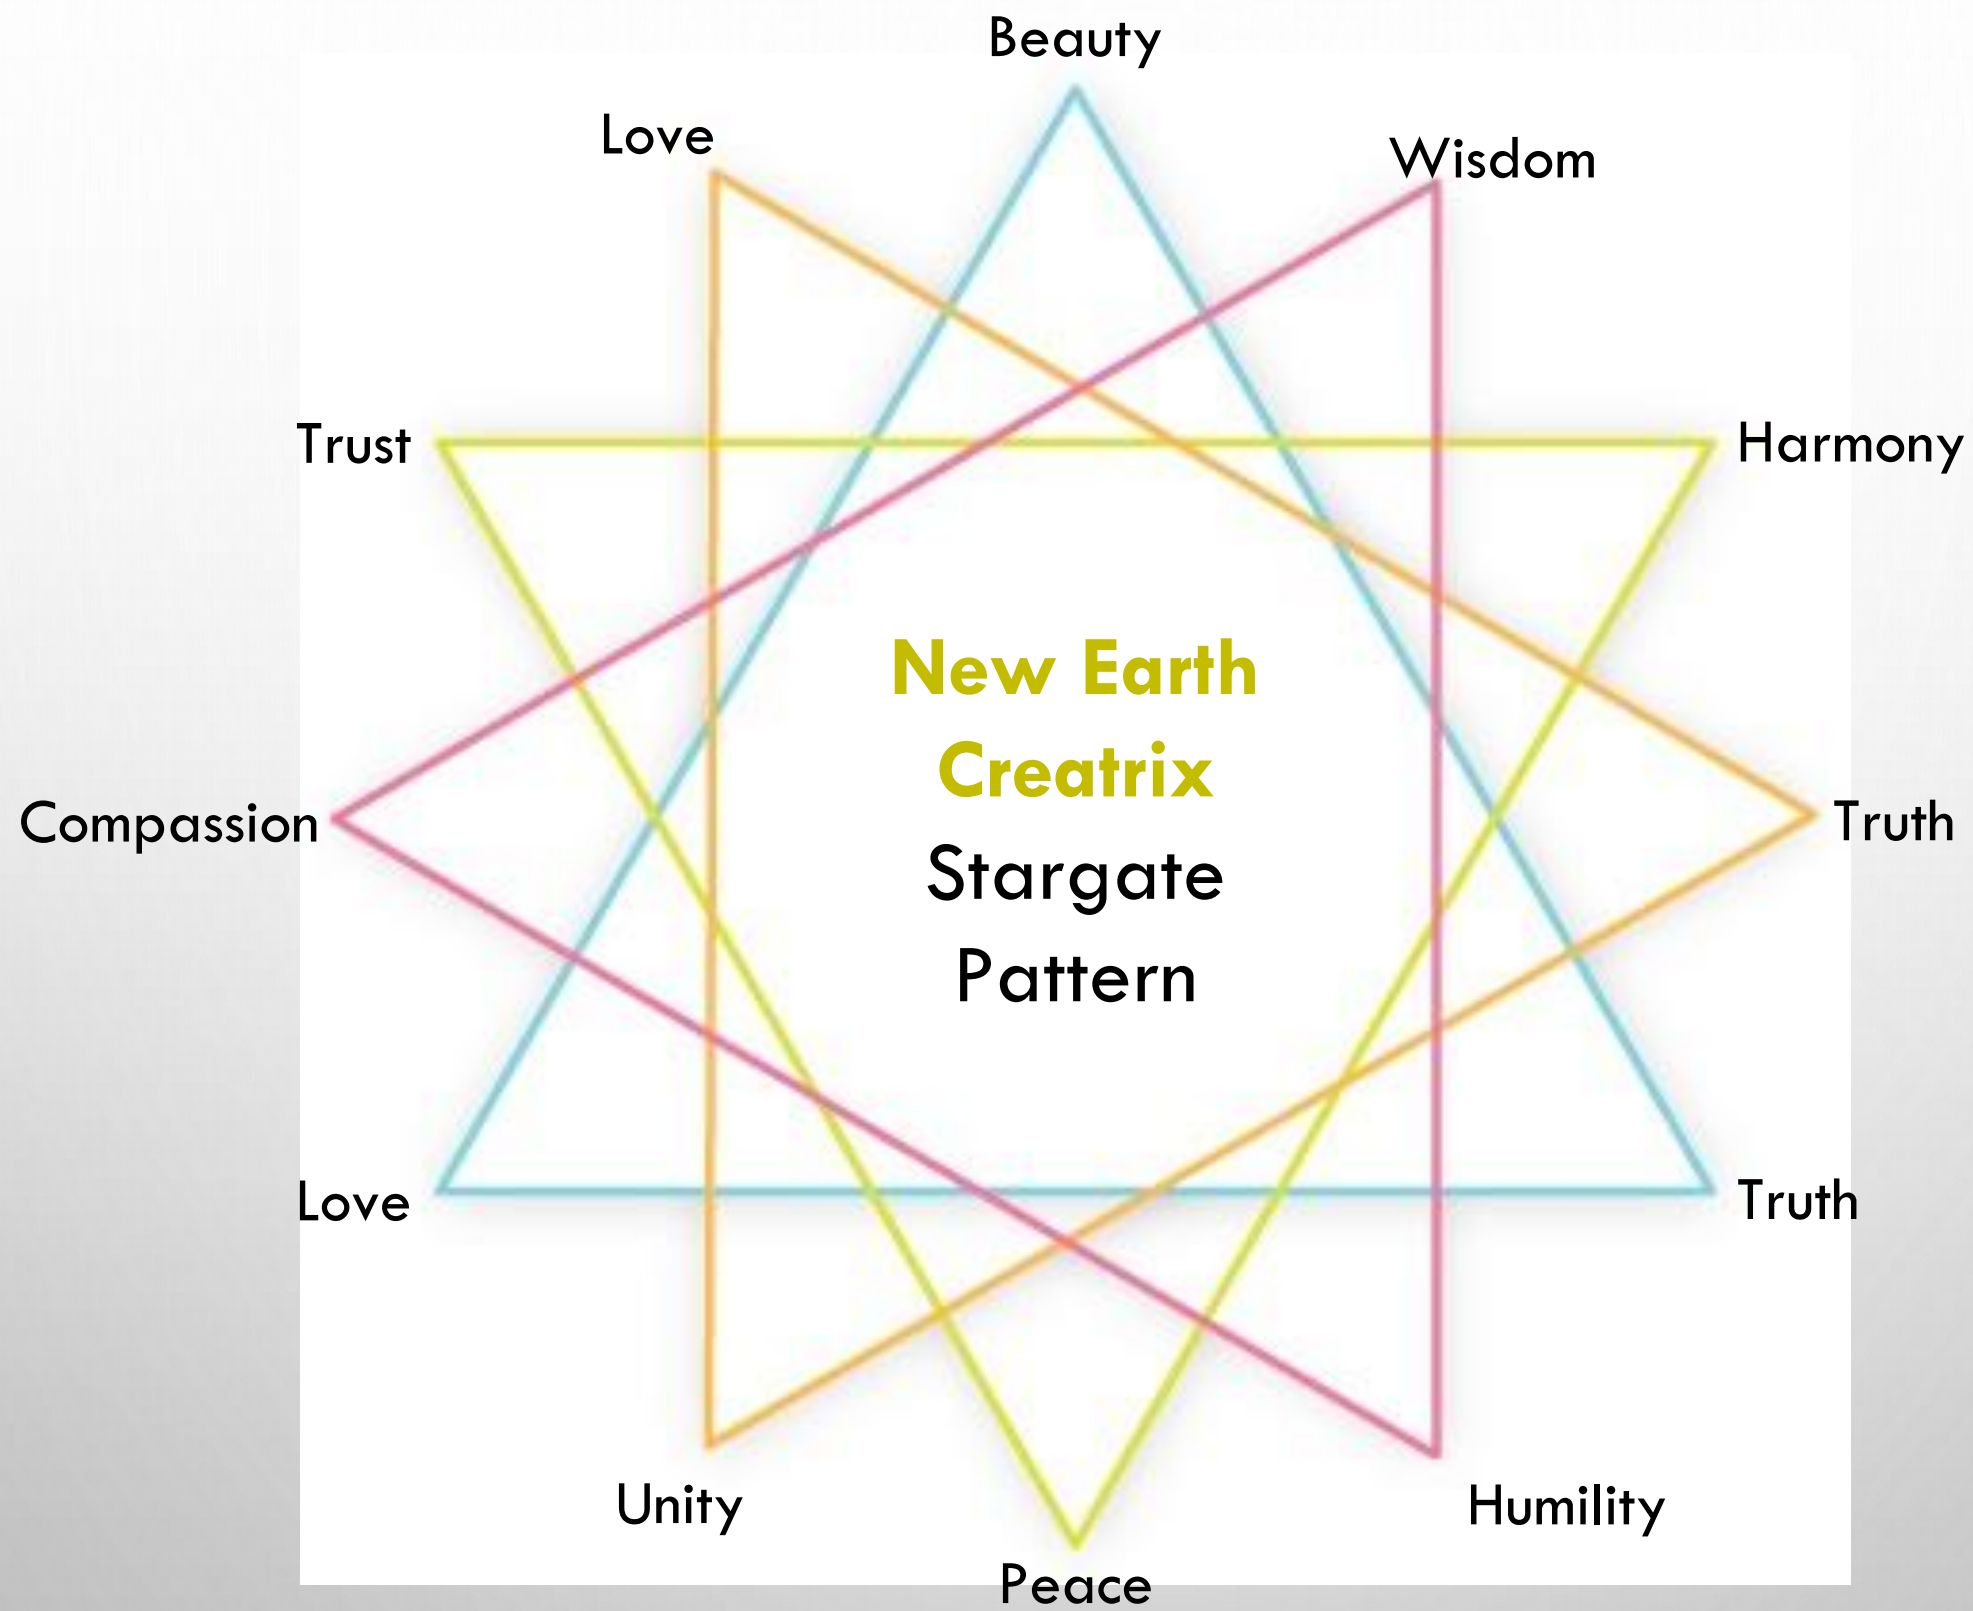 Beauty
Love
Wisdom
Trust
Harmony
New Earth
Creatrix
Stargate
Pattern
Compassion
Truth
Love
Truth
Unity
Humility
Peace